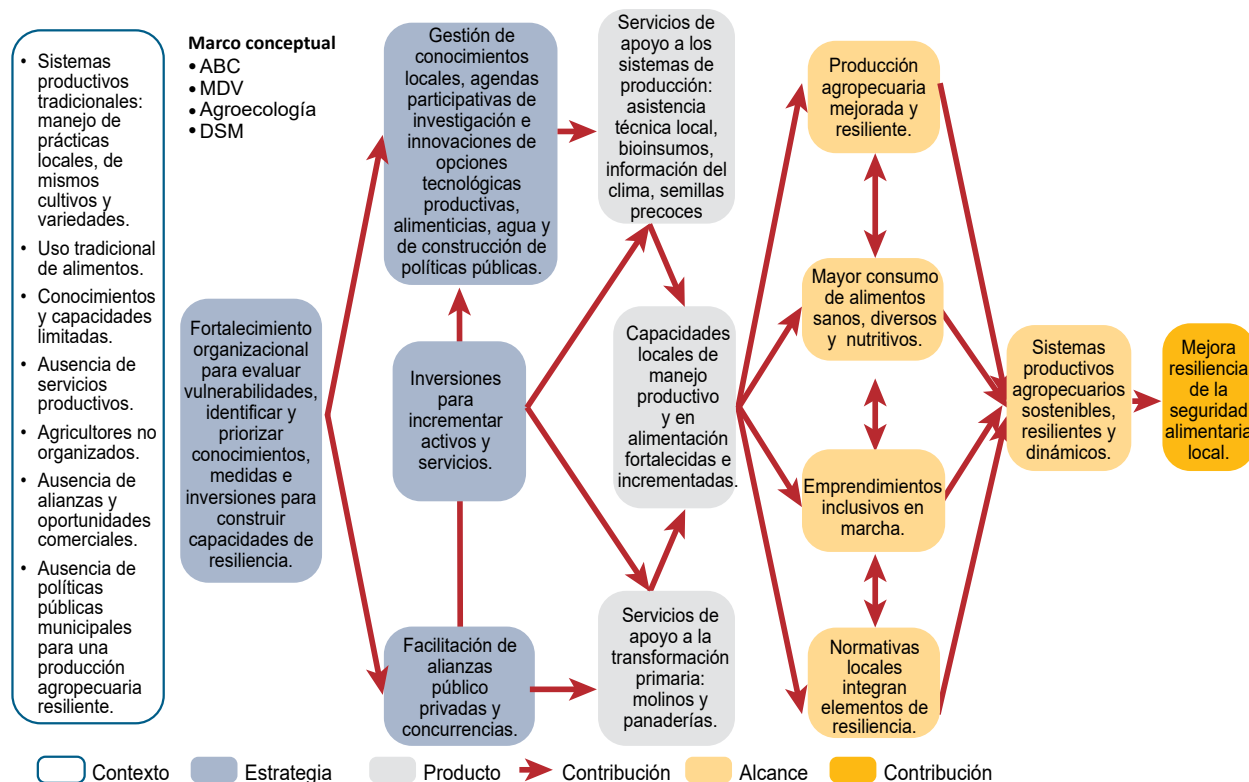 • Sistemas
productivos
tradicionales:
manejo de
prácticas
locales, de
mismos
cultivos y
variedades.
• Uso tradicional
de alimentos.
• Conocimientos
y capacidades
limitadas.
• Ausencia de
servicios
productivos.
• Agricultores no
organizados.
• Ausencia de
alianzas y
oportunidades
comerciales.
• Ausencia de
políticas
públicas
municipales
para una
producción
agropecuaria
resiliente.
Marco conceptual
• ABC
• MDV
• Agroecología
• DSM
Fortalecimiento
organizacional
para evaluar
vulnerabilidades,
identificar y
priorizar
conocimientos,
medidas e
inversiones para
construir
capacidades de
resiliencia.
Gestión de
conocimientos
locales, agendas
participativas de
investigación e
innovaciones de
opciones
tecnológicas
productivas,
alimenticias, agua y
de construcción de
políticas públicas.
Inversiones
para
incrementar
activos y
servicios.
Facilitación de
alianzas
público
privadas y
concurrencias.
Servicios de
apoyo a los
sistemas de
producción:
asistencia
técnica local,
bioinsumos,
información del
clima, semillas
precoces
Capacidades
locales de
manejo
productivo
y en
alimentación
fortalecidas e
incrementadas.
Servicios de
apoyo a la
transformación
primaria:
molinos y
panaderías.
Producción
agropecuaria
mejorada y
resiliente.
Mayor consumo
de alimentos
sanos, diversos
y nutritivos.
Emprendimientos
inclusivos en
marcha.
Normativas
locales
integran
elementos de
resiliencia.
Sistemas
productivos
agropecuarios
sostenibles,
resilientes y
dinámicos.
Mejora
resiliencia
de la
seguridad
alimentaria
local.
Contexto
Estrategia
Producto
Contribución
Alcance
Contribución